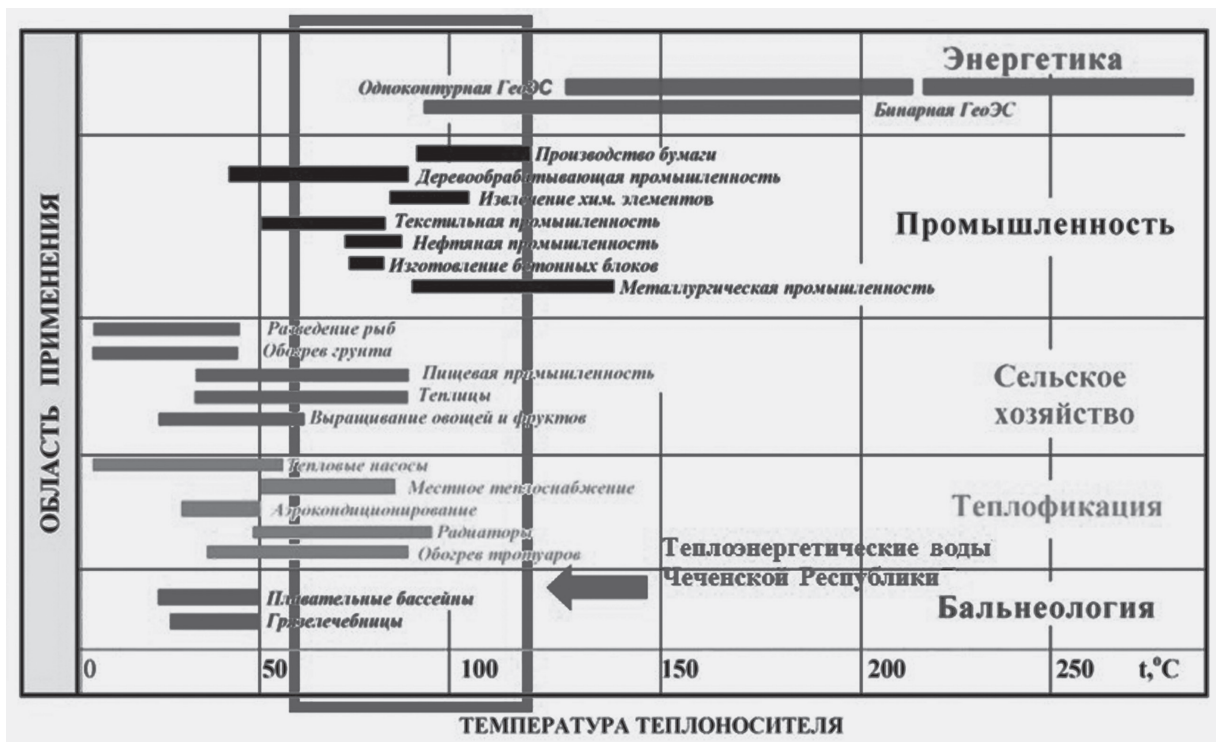 ОБЛАСТЬ ПРИМЕНЕНИЯ
Энергетика
Одноконтурная ГеоЭС
Бинарная ГеоЭС
Производство бумаги
Деревообрабатывающая промышленность
Извлечение хим. элементов
Текстильная промышленность
Промышленность
Нефтяная промышленность
Изготовление бетонных блоков
Металлургическая промышленность
Разведение рыб
Обогрев грунта
Пищевая промышленность
Сельское
хозяйство
Теплицы
Выращивание овощей и фруктов
Тепловые насосы
Местное теплоснабжение
Аэрокондиционирование
Теплофикация
Радиаторы
Обогрев тротуаров
Теплоэнергетические воды
Чеченской Республики
Плавательные бассейны
Бальнеология
Грязелечебницы
0 50 100 150 200 250 t,°C
ТЕМПЕРАТУРА ТЕПЛОНОСИТЕЛЯ